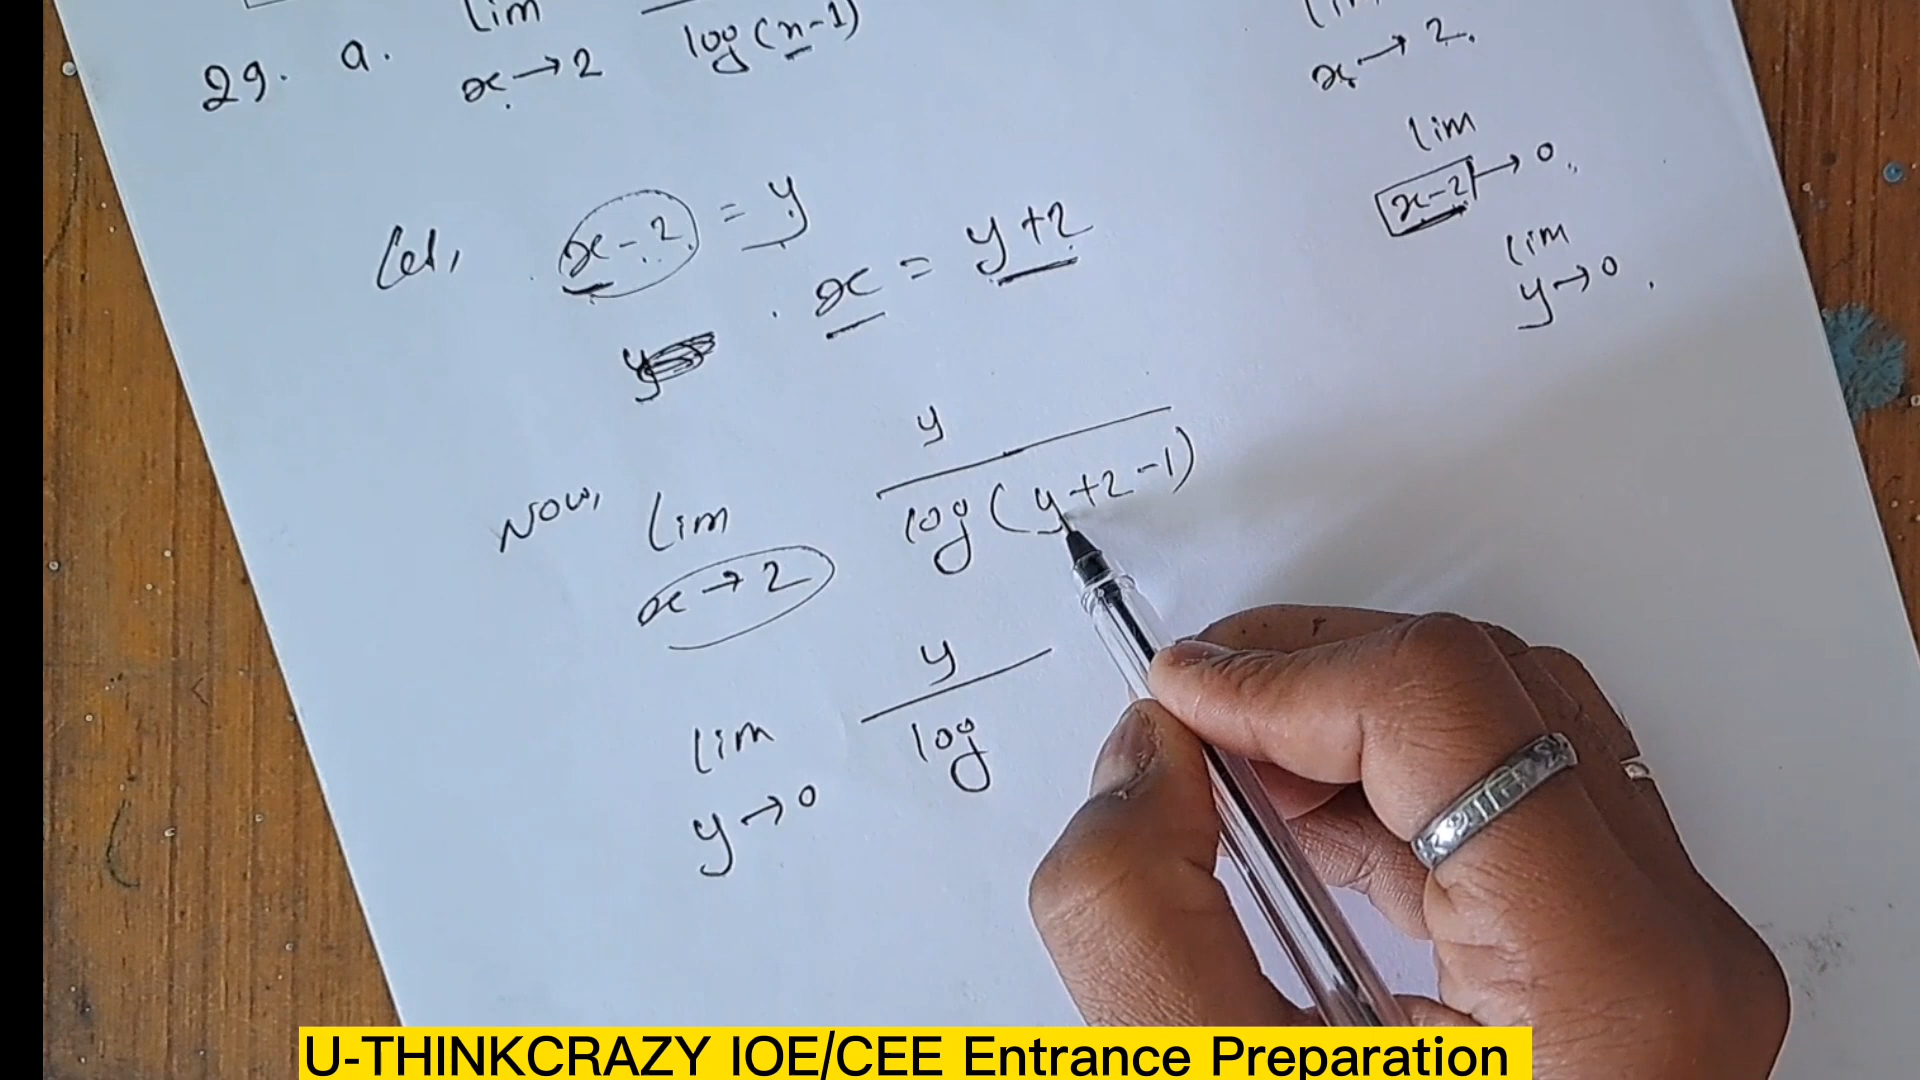 29. a. lim
x→2 log(x-1)
lim
x→2.
lim
x-2→0.
lim
y→0.
Let, x-2 = y
x = y+2
y
Now, lim y
x→2 log(y+2-1)
lim y
y→0 log
U-THINKCRAZY IOE/CEE Entrance Preparation